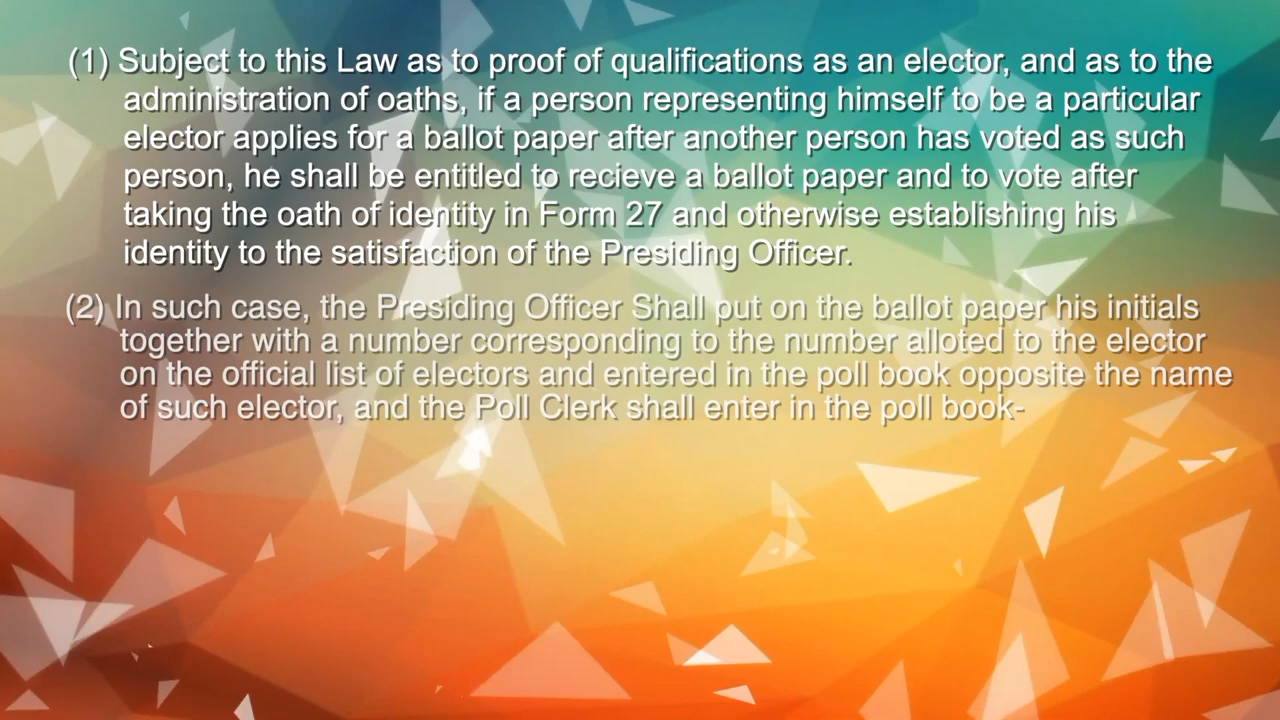 (1) Subject to this Law as to proof of qualifications as an elector, and as to the
administration of oaths, if a person representing himself to be a particular
elector applies for a ballot paper after another person has voted as such
person, he shall be entitled to recieve a ballot paper and to vote after
taking the oath of identity in Form 27 and otherwise establishing his
identity to the satisfaction of the Presiding Officer.
(2) In such case, the Presiding Officer Shall put on the ballot paper his initials
together with a number corresponding to the number alloted to the elector
on the official list of electors and entered in the poll book opposite the name
of such elector, and the Poll Clerk shall enter in the poll book-